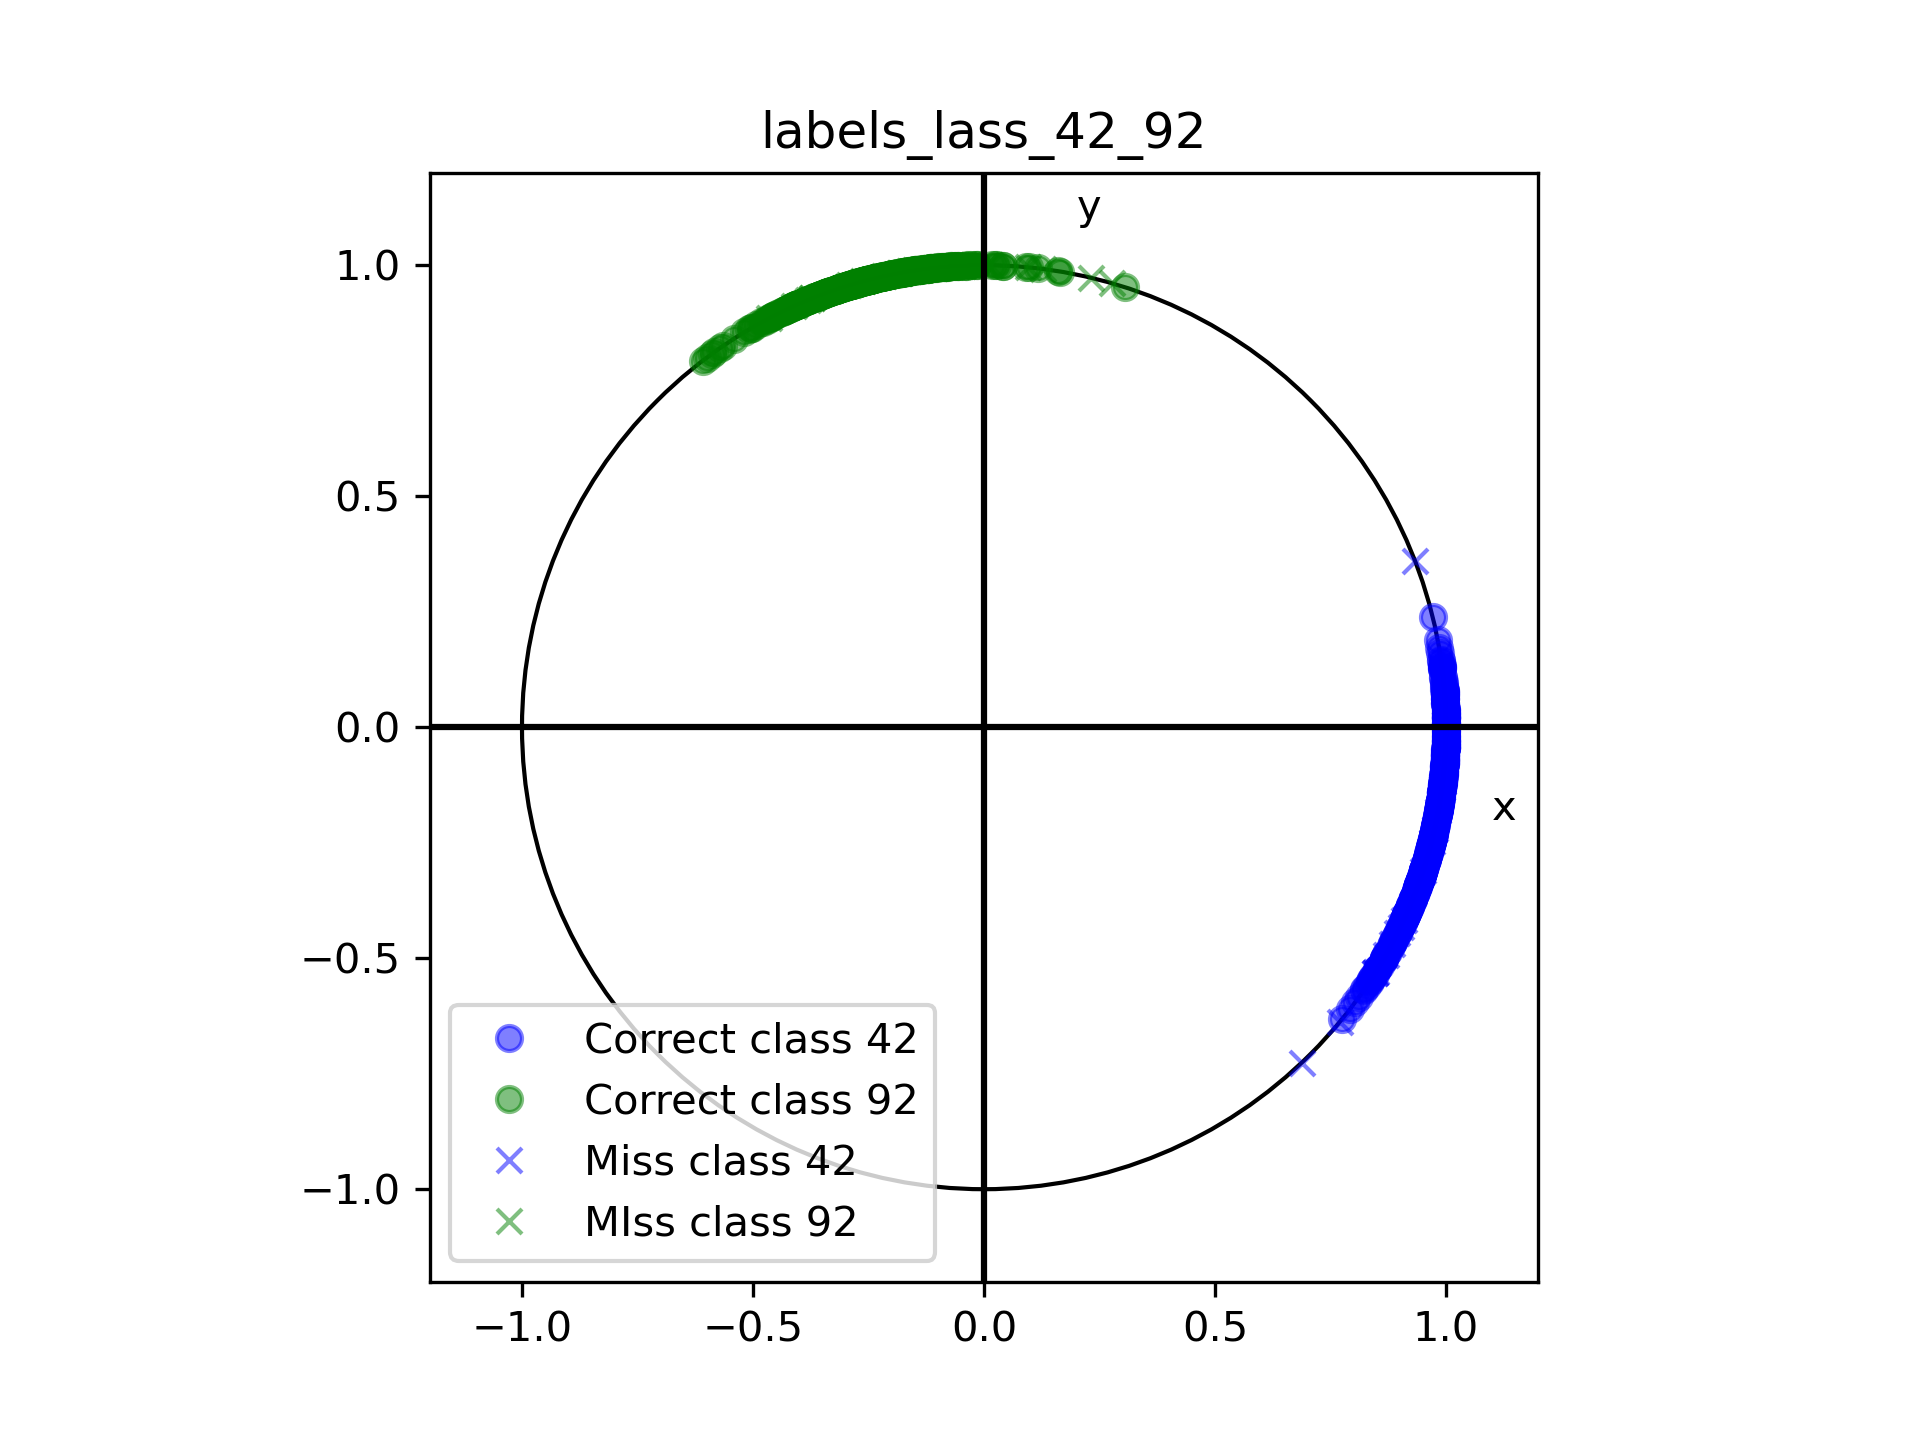 labels_lass_42_92
y
1.0
0.5
0.0
x
−0.5
−1.0
Correct class 42
Correct class 92
Miss class 42
MIss class 92
−1.0 −0.5 0.0 0.5 1.0